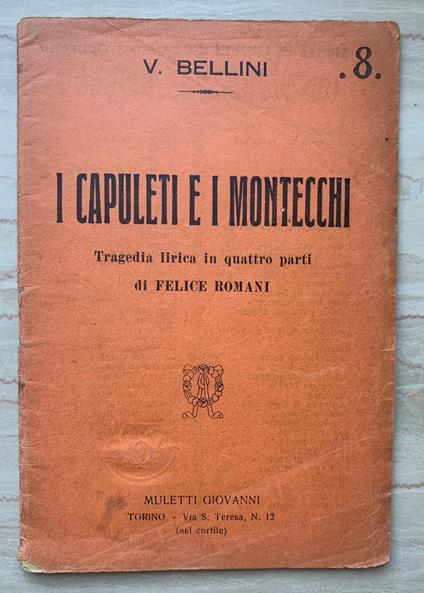 V. BELLINI
.8.
I CAPULETI E I MONTECCHI
Tragedia lirica in quattro parti
di FELICE ROMANI
MULETTI GIOVANNI
TORINO - Via S. Teresa, N. 12
(nel cortile)